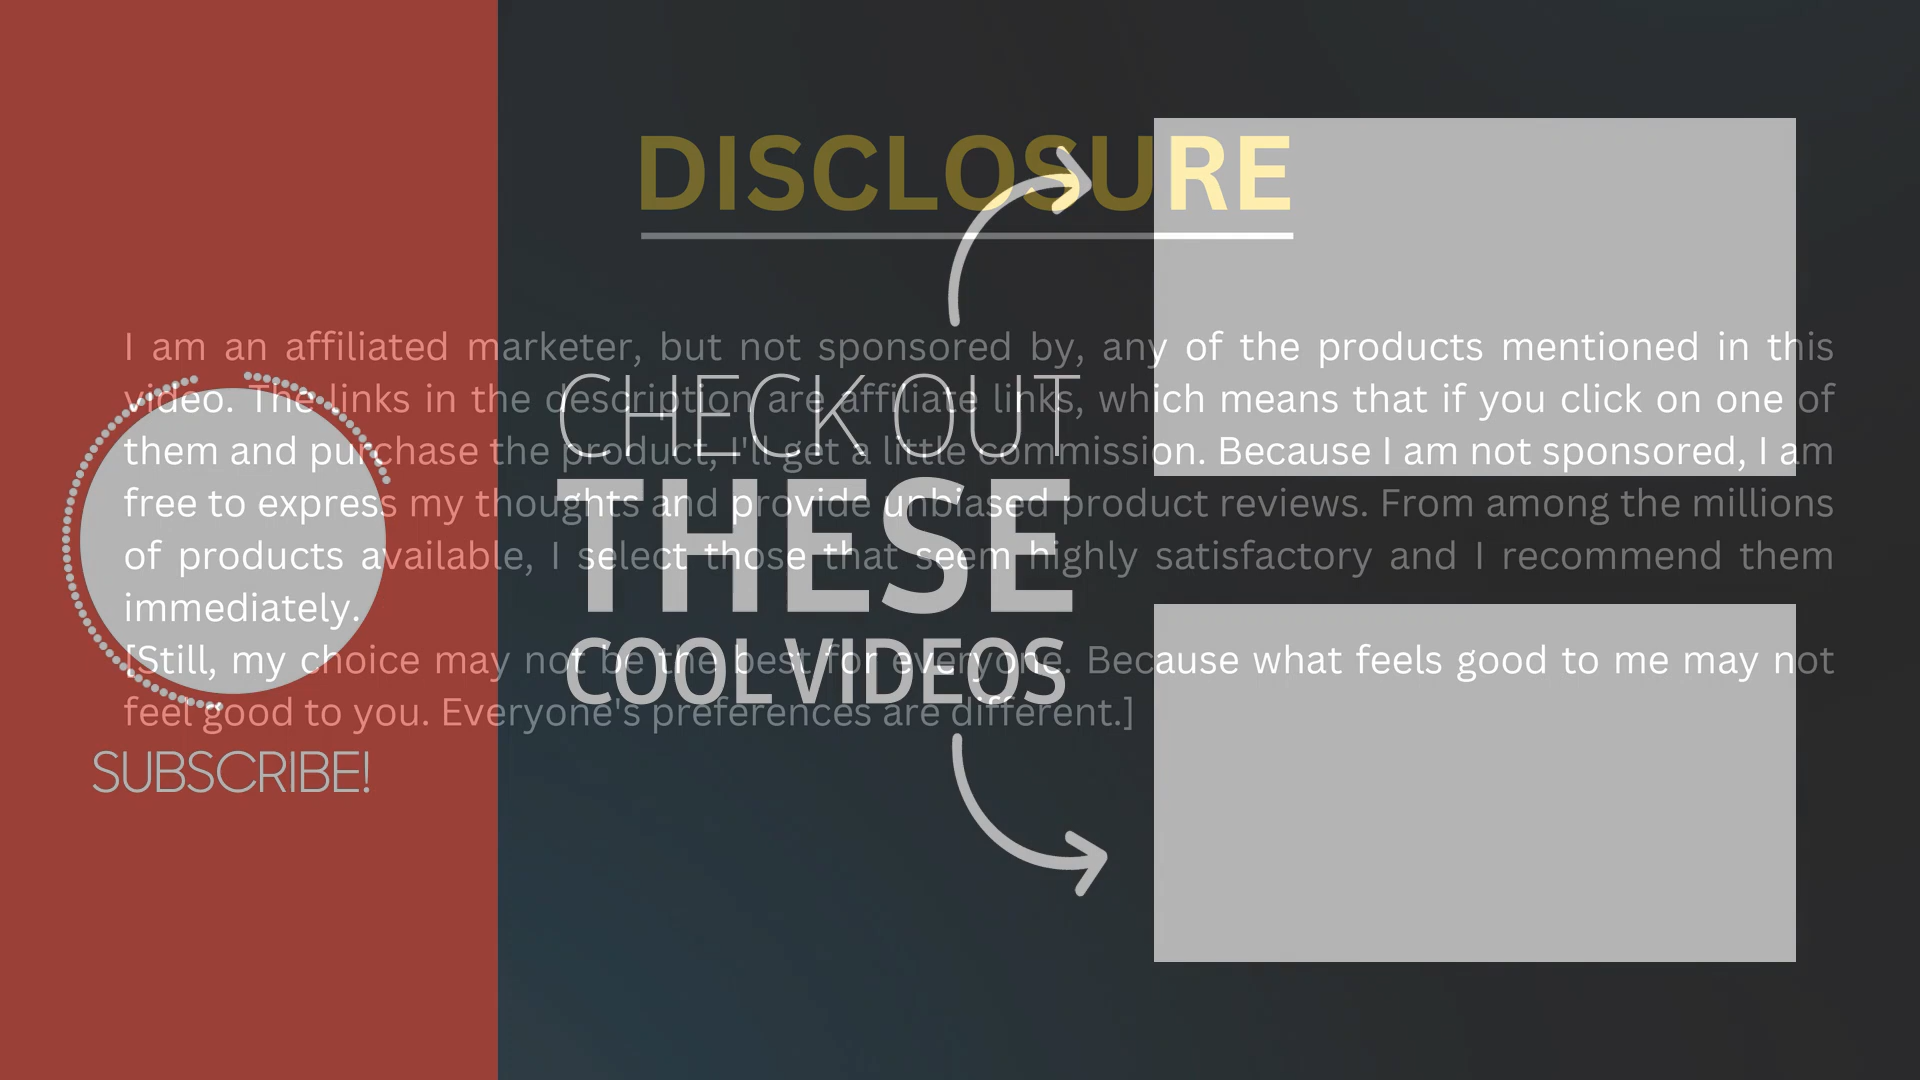 DISCLOSURE
I am an affiliated marketer, but not sponsored by, any of the products mentioned in this
video. The links in the description are affiliate links, which means that if you click on one of
them and purchase the product, I'll get a little commission. Because I am not sponsored, I am
free to express my thoughts and provide unbiased product reviews. From among the millions
of products available, I select those that seem highly satisfactory and I recommend them
immediately.
[Still, my choice may not be the best for everyone. Because what feels good to me may not
feel good to you. Everyone's preferences are different.]
CHECK OUT
THESE
COOL VIDEOS
SUBSCRIBE!